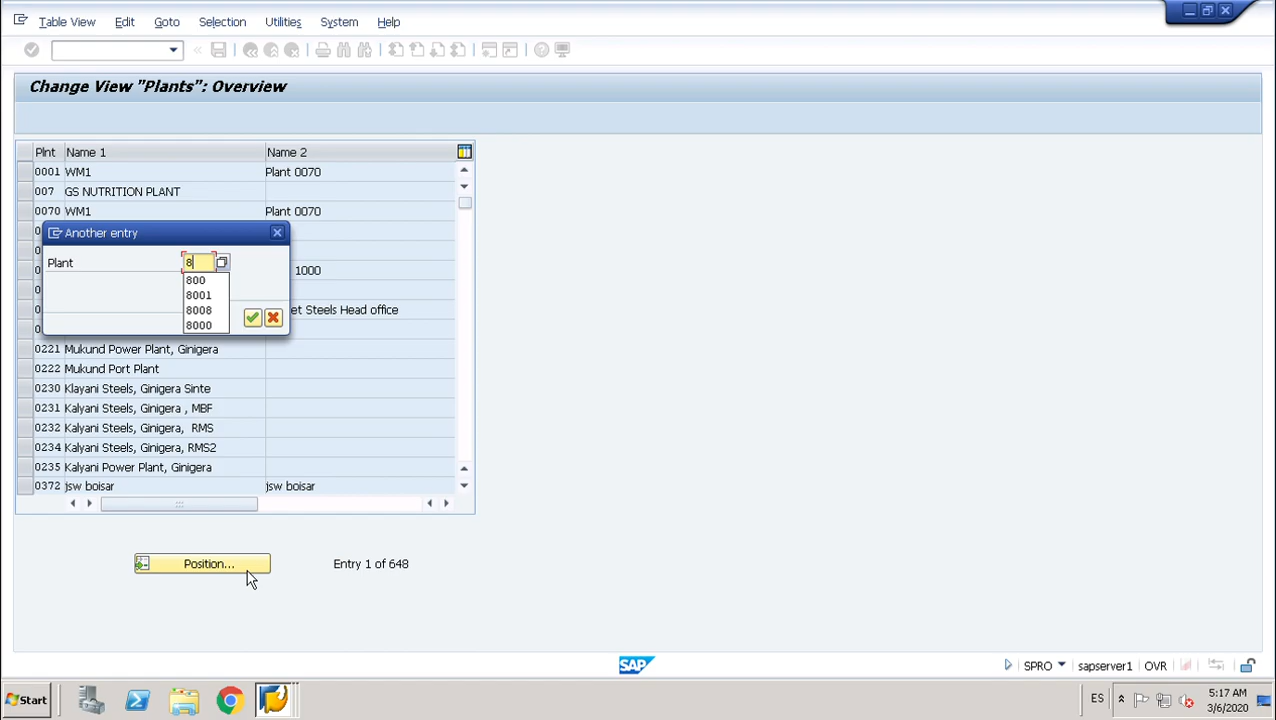 Table View Edit Goto Selection Utilities System Help
Change View "Plants": Overview
Plnt Name 1 Name 2
0001 WM1 Plant 0070
007 GS NUTRITION PLANT
0070 WM1 Plant 0070
Another entry
Plant 8
800
8001
8008
8000
1000
et Steels Head office
0221 Mukund Power Plant, Ginigera
0222 Mukund Port Plant
0230 Klayani Steels, Ginigera Sinte
0231 Kalyani Steels, Ginigera , MBF
0232 Kalyani Steels, Ginigera, RMS
0234 Kalyani Steels, Ginigera, RMS2
0235 Kalyani Power Plant, Ginigera
0372 jsw boisar jsw boisar
Position... Entry 1 of 648
SAP SPRO sapserver1 OVR
Start ES 5:17 AM
3/6/2020